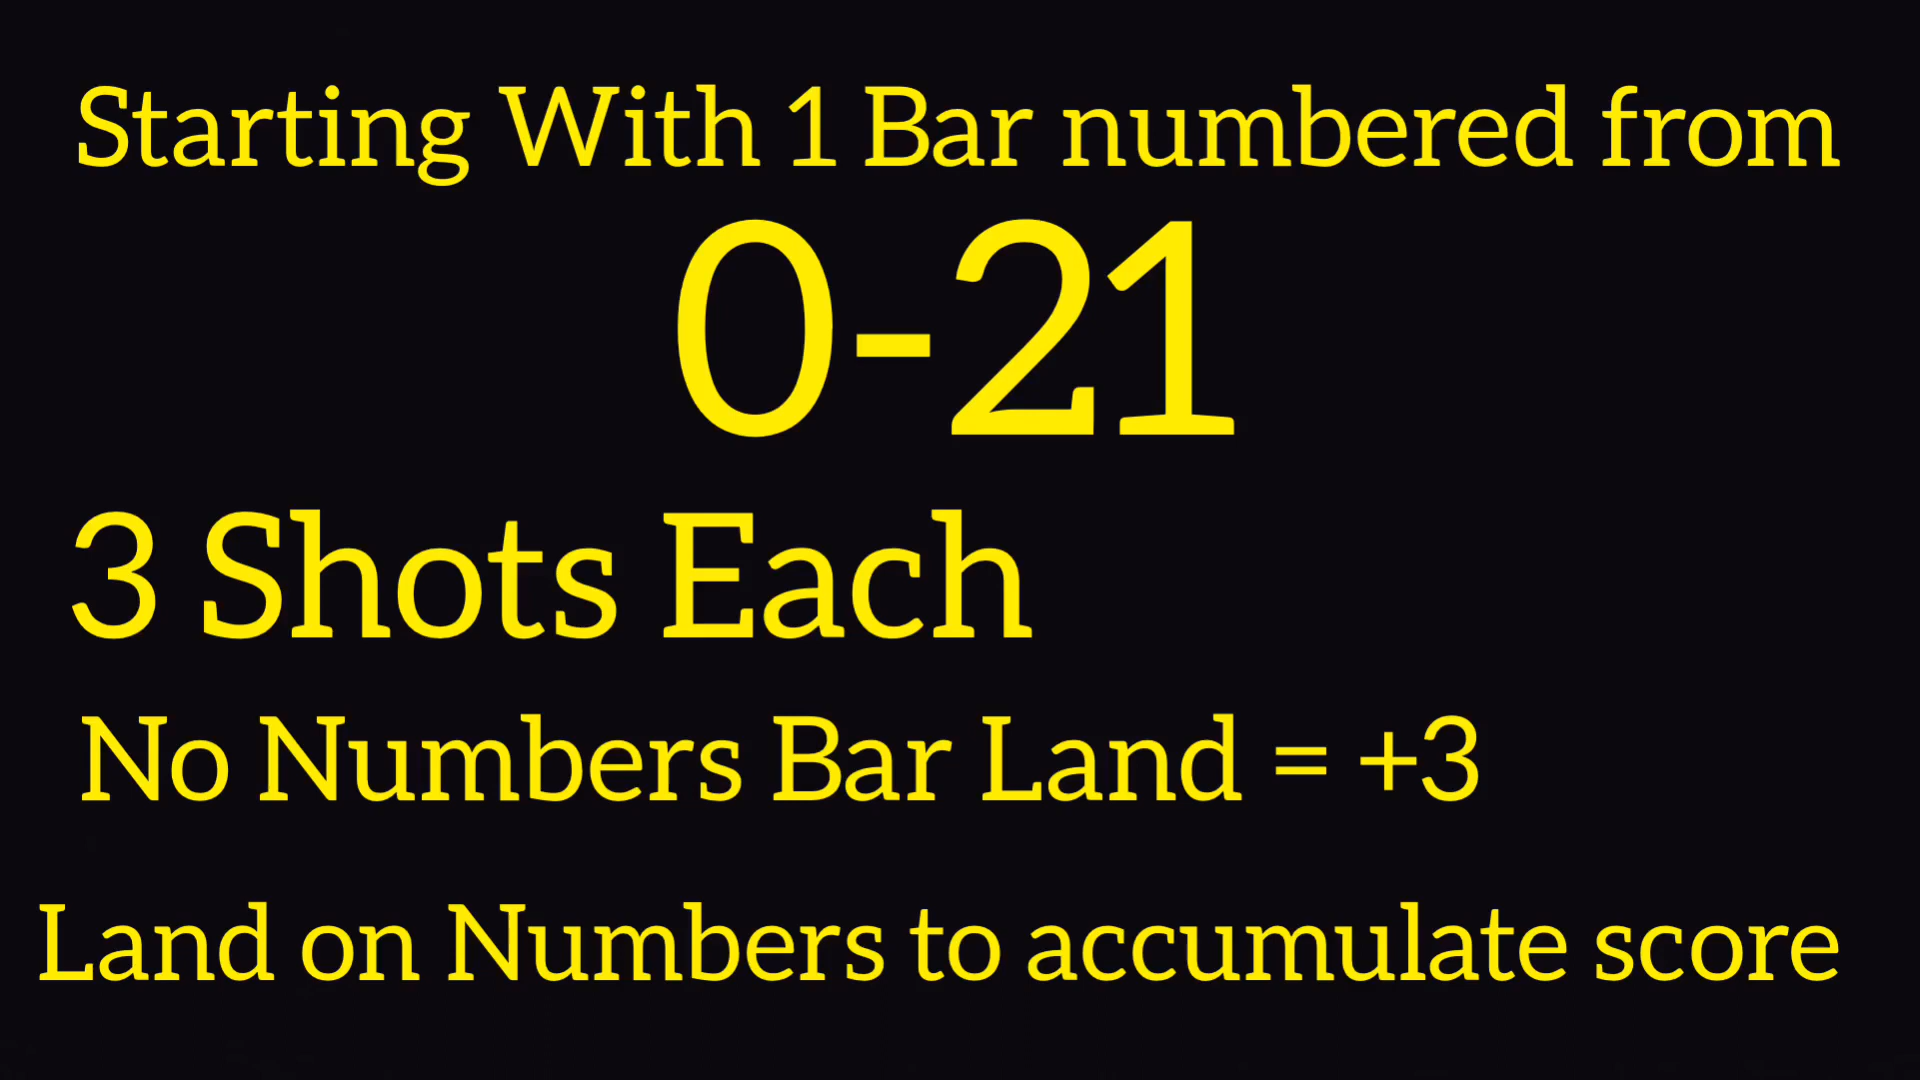 Starting With 1 Bar numbered from
0-21
3 Shots Each
No Numbers Bar Land = +3
Land on Numbers to accumulate score